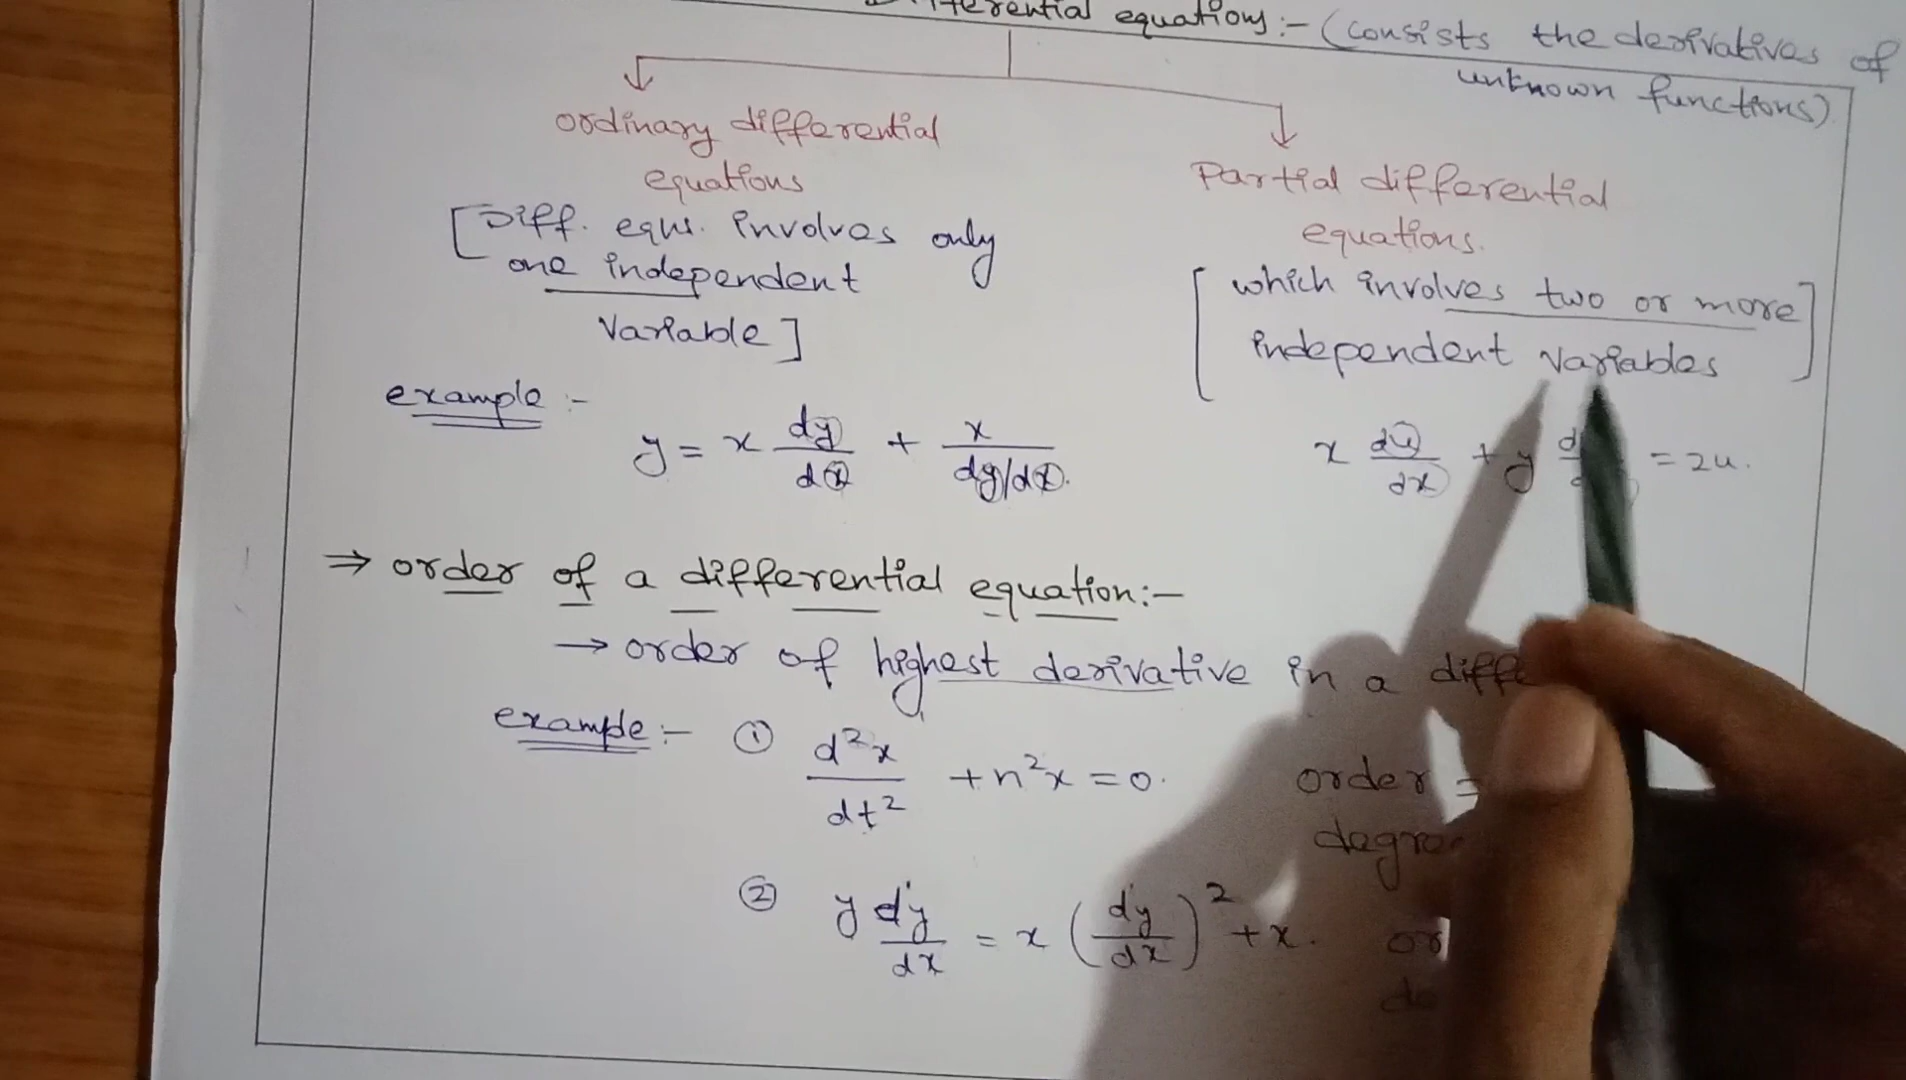 Differential equations:- (consists the derivatives of
unknown functions)
ordinary differential
equations
[Diff. equs. involves only
one independent
Variable]
Partial differential
equations.
[which involves two or more
independent variables]
example :-
y = x dy/dx + x/(dy/dx).
x du/dx + y = 2u.
⇒ order of a differential equation:-
→ order of highest derivative in a
example :- ① d²x/dt² + n²x = 0.
order =
② y dy/dx = x (dy/dx)² + x.